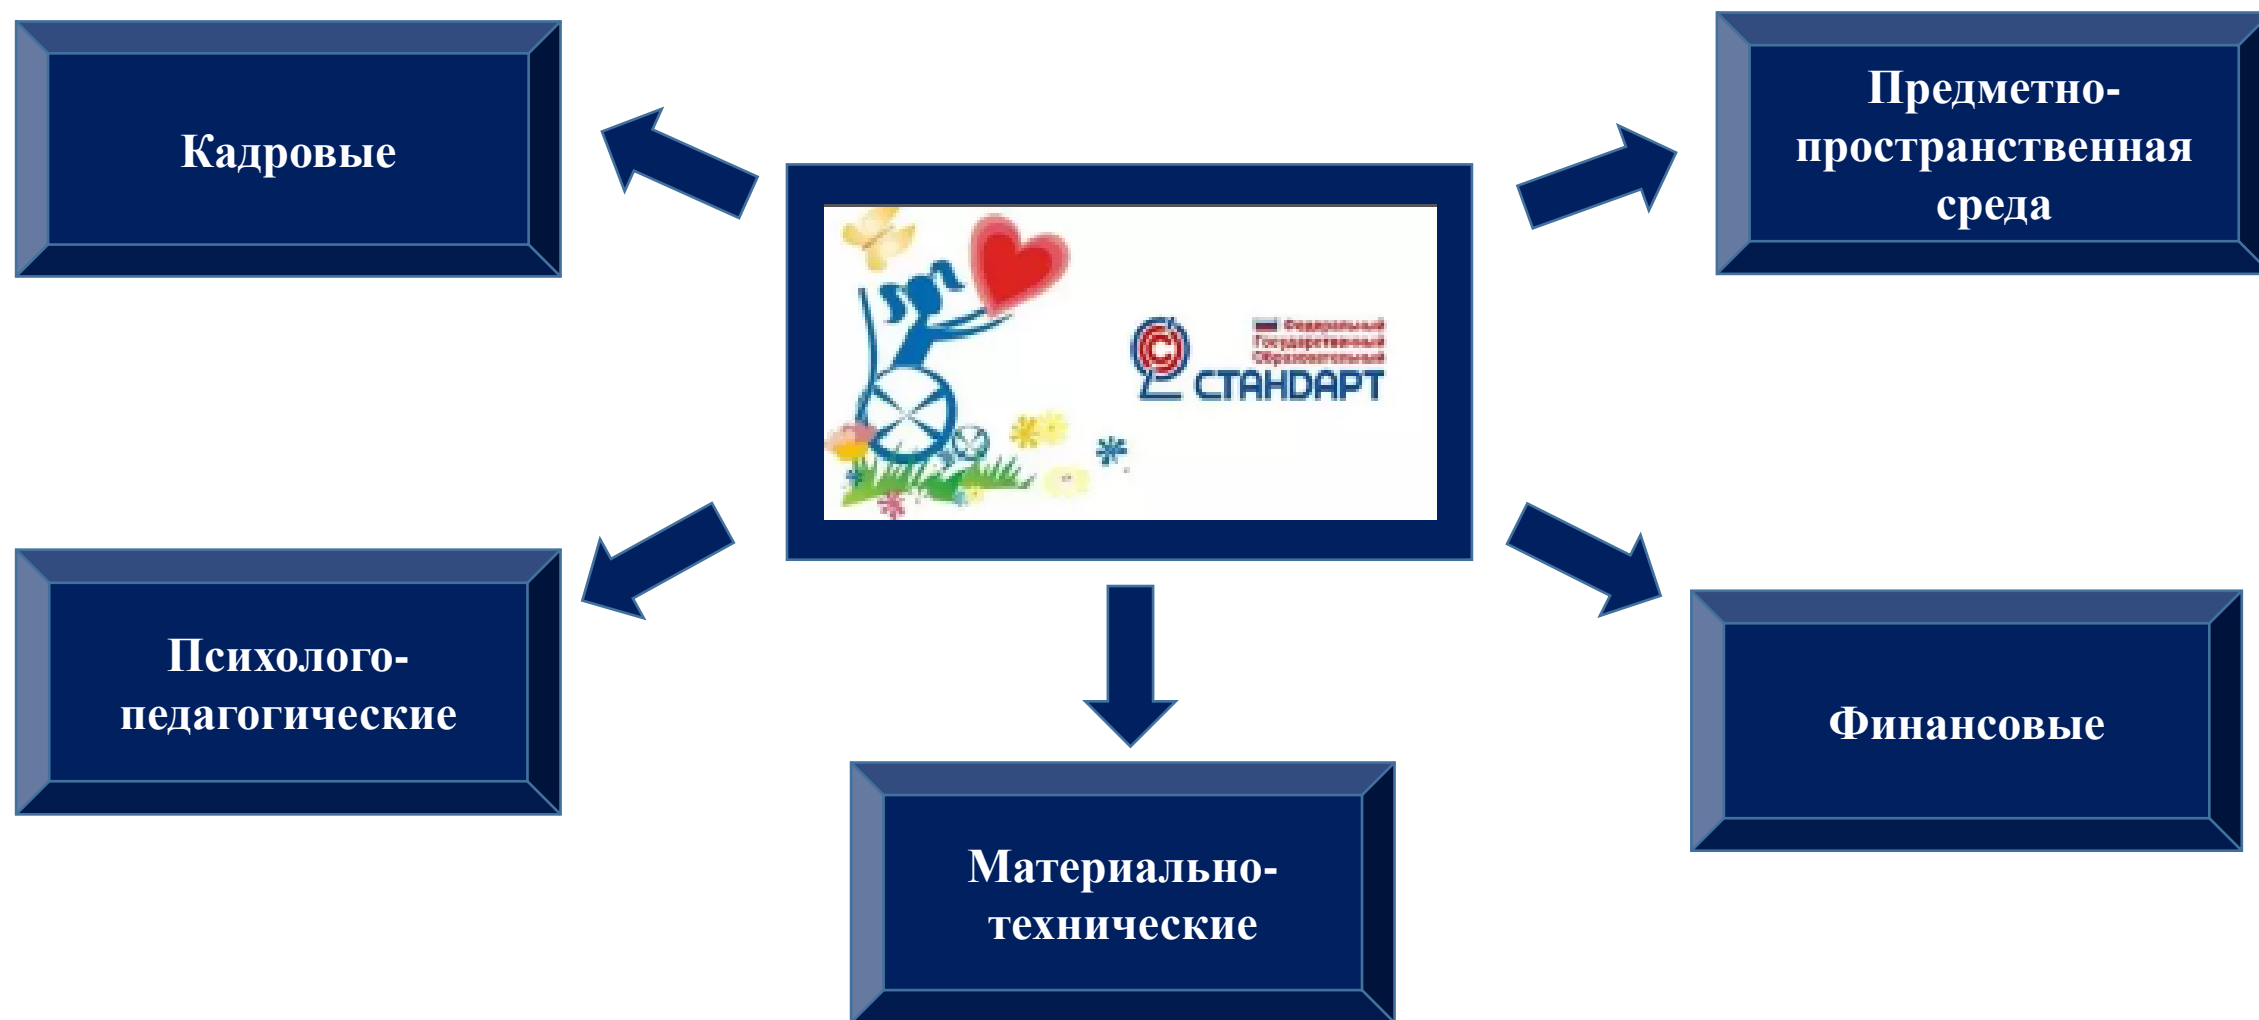 Кадровые
Предметно-
пространственная
среда
Федеральный
Государственный
Образовательный
СТАНДАРТ
Психолого-
педагогические
Финансовые
Материально-
технические